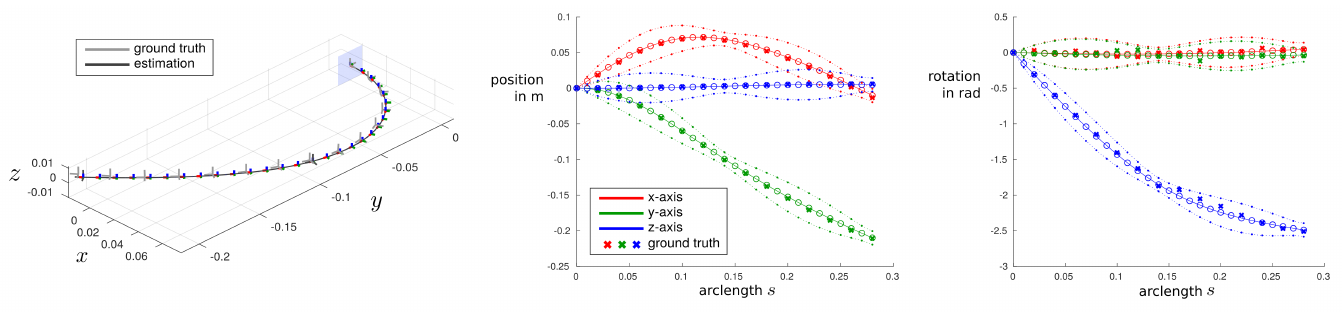 ground truth
estimation
0.01
0
-0.01
z
0
0.02
0.04
0.06
x
-0.2
-0.15
-0.1
-0.05
0
y
0.1
0.05
0
-0.05
-0.1
-0.15
-0.2
-0.25
position
in m
x-axis
y-axis
z-axis
ground truth
0
0.05
0.1
0.15
0.2
0.25
0.3
arclength s
0.5
0
-0.5
-1
-1.5
-2
-2.5
-3
rotation
in rad
0
0.05
0.1
0.15
0.2
0.25
0.3
arclength s